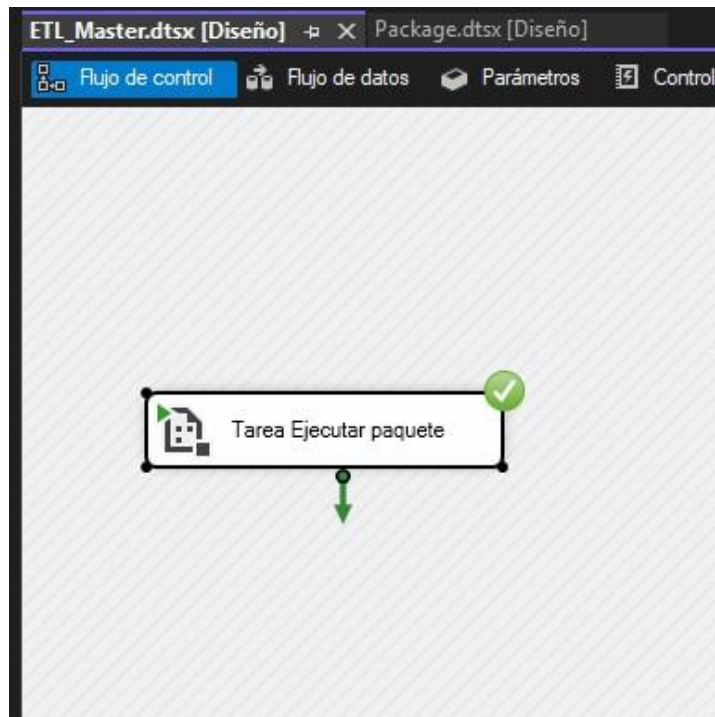 ETL_Master.dtsx [Diseño] Package.dtsx [Diseño]
Flujo de control Flujo de datos Parámetros Control
Tarea Ejecutar paquete